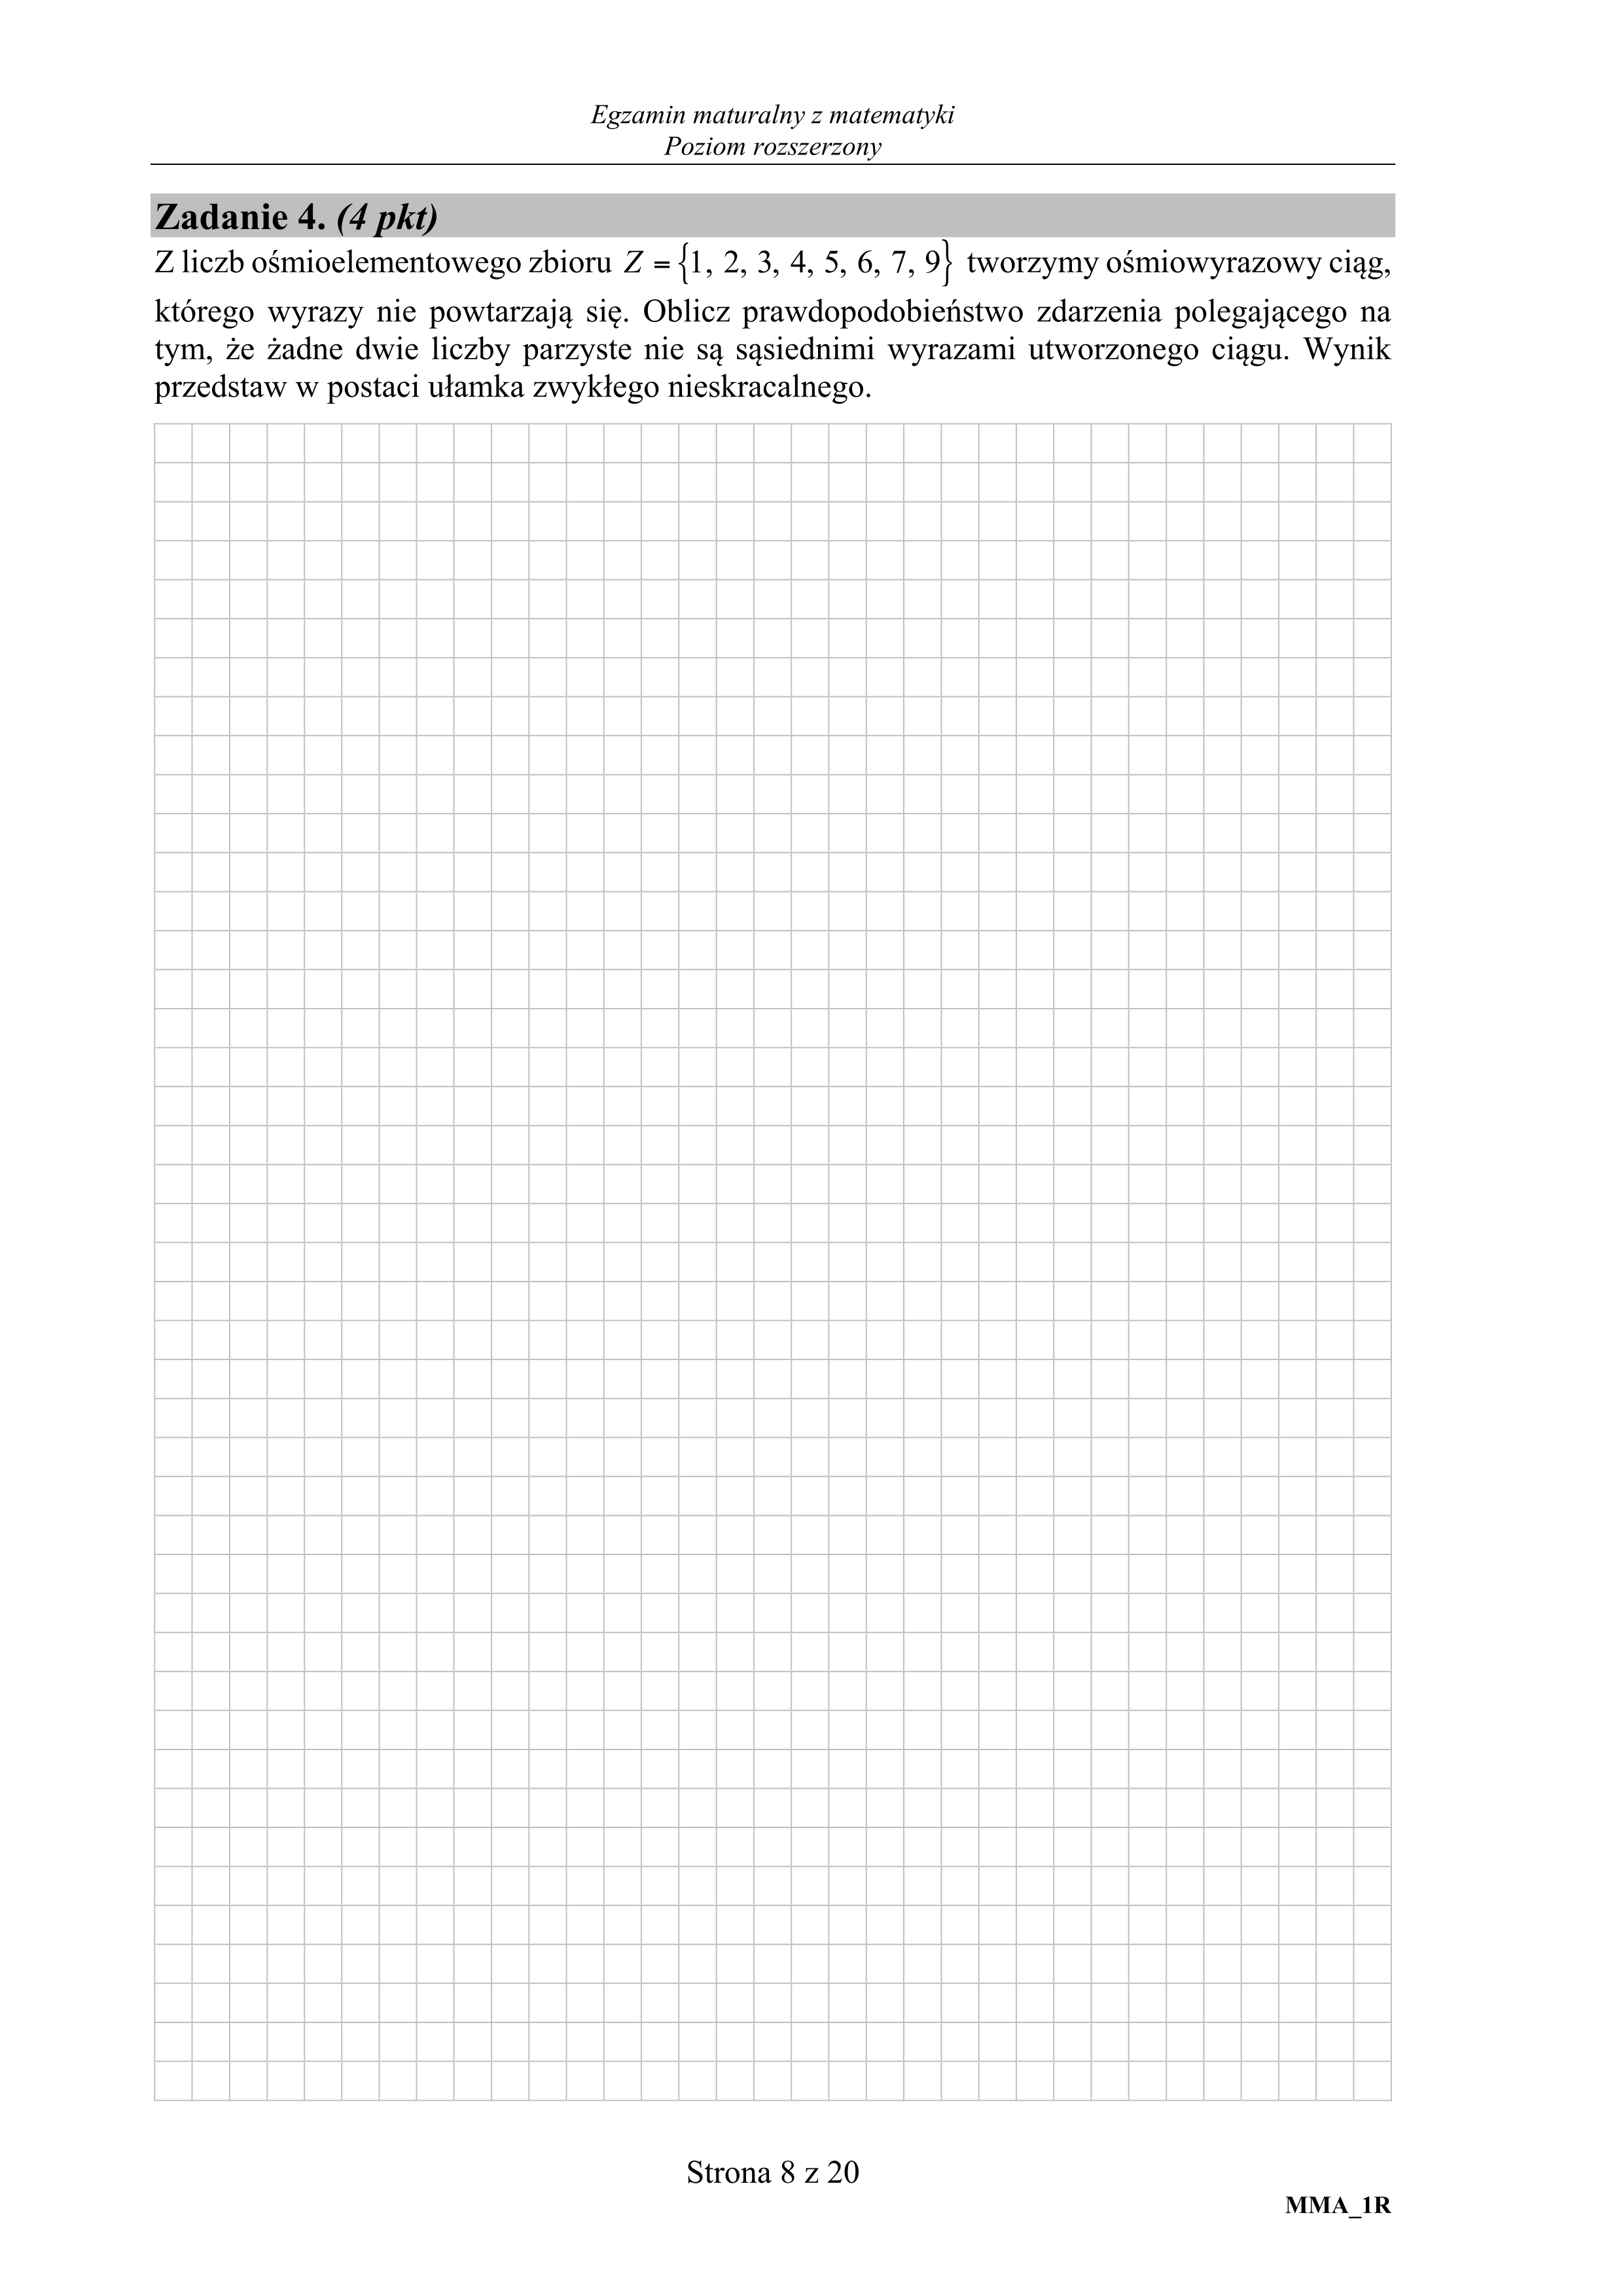 Egzamin maturalny z matematyki
Poziom rozszerzony
Zadanie 4. (4 pkt)
Z liczb ośmioelementowego zbioru Z = {1, 2, 3, 4, 5, 6, 7, 9} tworzymy ośmiowyrazowy ciąg,
którego wyrazy nie powtarzają się. Oblicz prawdopodobieństwo zdarzenia polegającego na
tym, że żadne dwie liczby parzyste nie są sąsiednimi wyrazami utworzonego ciągu. Wynik
przedstaw w postaci ułamka zwykłego nieskracalnego.
Strona 8 z 20
MMA_1R